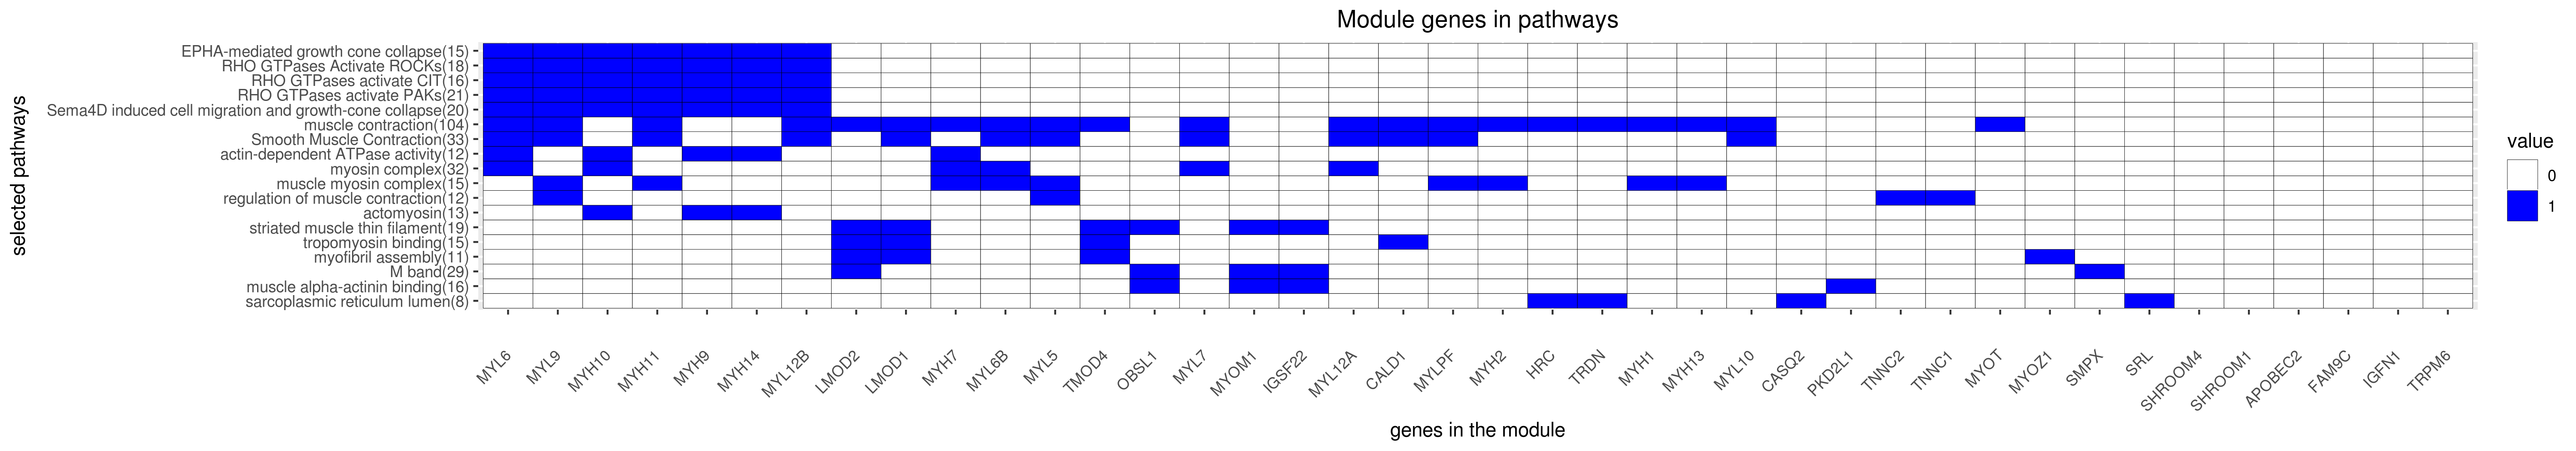 Module genes in pathways
selected pathways
EPHA-mediated growth cone collapse(15)
RHO GTPases Activate ROCKs(18)
RHO GTPases activate CIT(16)
RHO GTPases activate PAKs(21)
Sema4D induced cell migration and growth-cone collapse(20)
muscle contraction(104)
Smooth Muscle Contraction(33)
actin-dependent ATPase activity(12)
myosin complex(32)
muscle myosin complex(15)
regulation of muscle contraction(12)
actomyosin(13)
striated muscle thin filament(19)
tropomyosin binding(15)
myofibril assembly(11)
M band(29)
muscle alpha-actinin binding(16)
sarcoplasmic reticulum lumen(8)
MYL6
MYL9
MYH10
MYH11
MYH9
MYH14
MYL12B
LMOD2
LMOD1
MYH7
MYL6B
MYL5
TMOD4
OBSL1
MYL7
MYOM1
IGSF22
MYL12A
CALD1
MYLPF
MYH2
HRC
TRDN
MYH1
MYH13
MYL10
CASQ2
PKD2L1
TNNC2
TNNC1
MYOT
MYOZ1
SMPX
SRL
SHROOM4
SHROOM1
APOBEC2
FAM9C
IGFN1
TRPM6
genes in the module
value
0
1